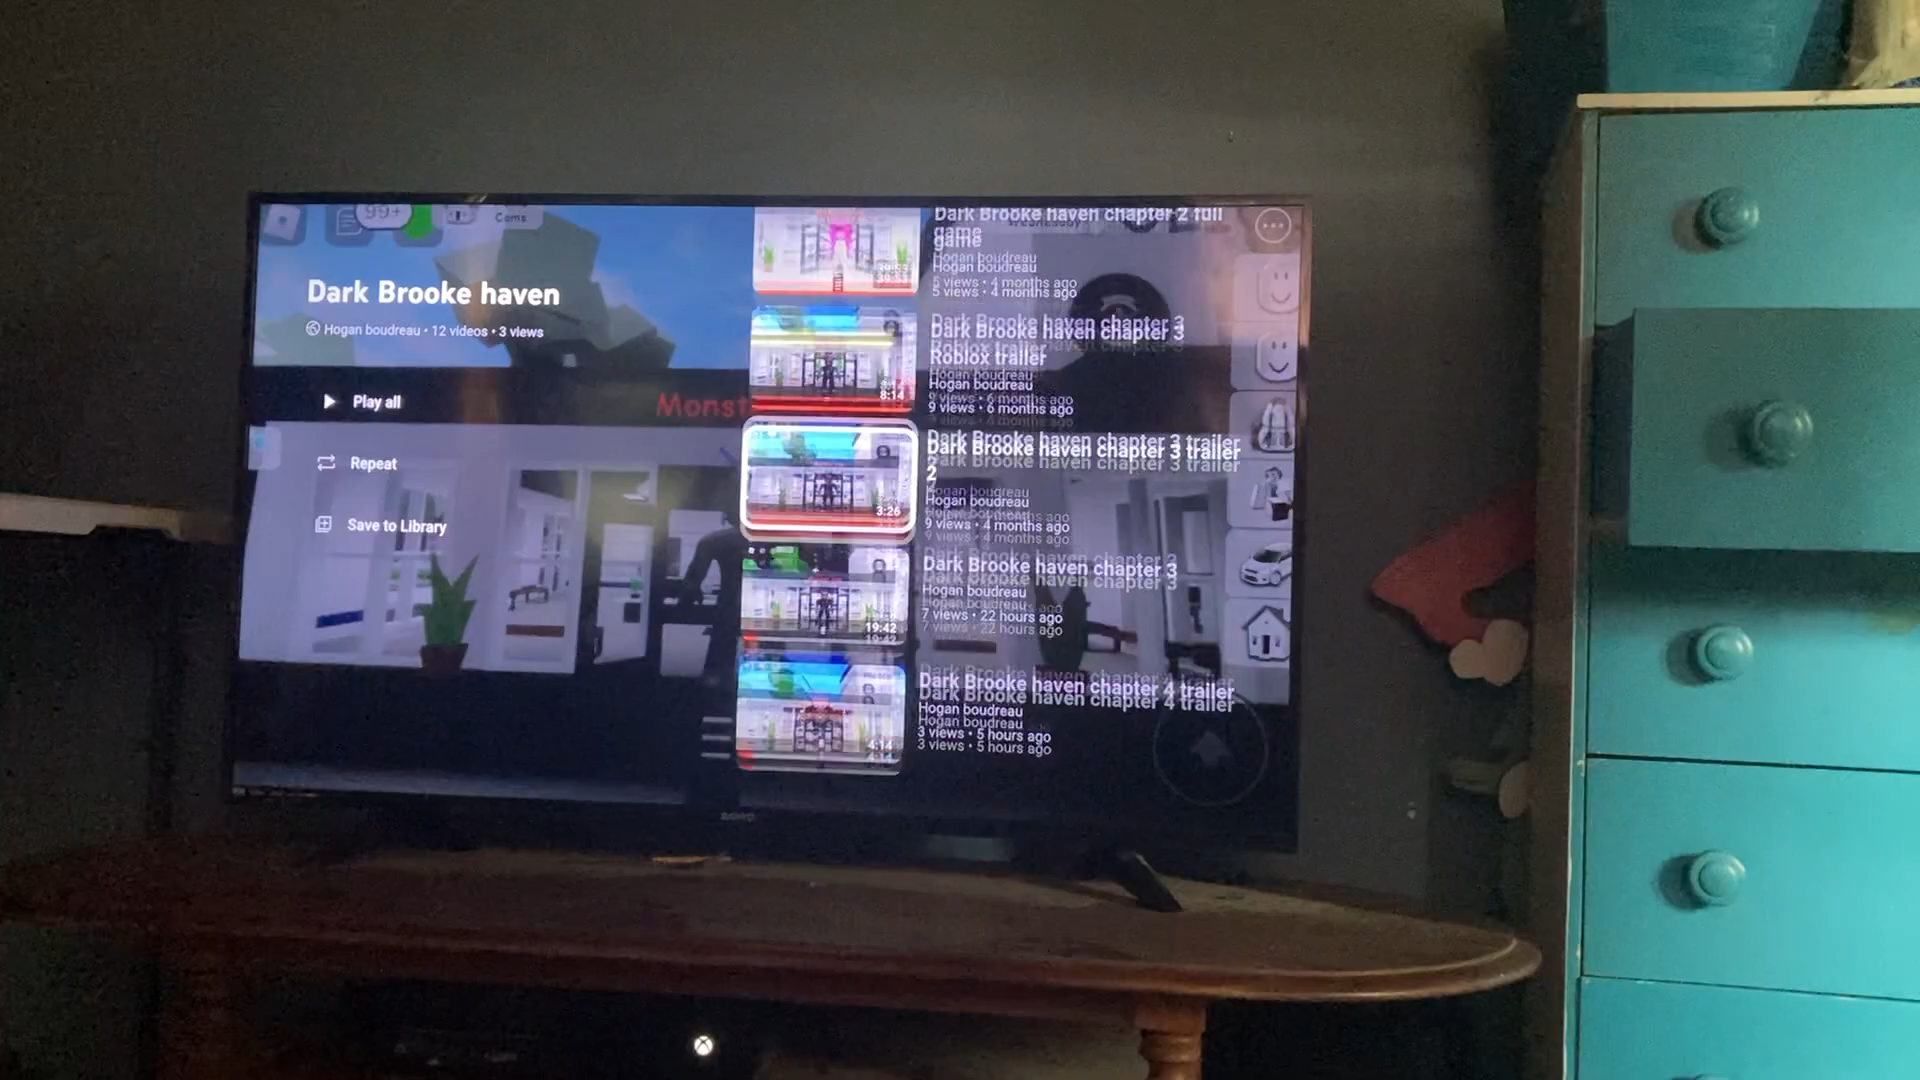 99+
Coms
Dark Brooke haven
Hogan boudreau • 12 videos • 3 views
Play all
Repeat
Save to Library
Monst
Dark Brooke haven chapter 2 full
game
Hogan boudreau
5 views • 4 months ago
Dark Brooke haven chapter 3
Roblox trailer
Hogan boudreau
9 views • 6 months ago
8:14
Dark Brooke haven chapter 3 trailer
2
Hogan boudreau
9 views • 4 months ago
3:26
Dark Brooke haven chapter 3
Hogan boudreau
7 views • 22 hours ago
19:42
Dark Brooke haven chapter 4 trailer
Hogan boudreau
3 views • 5 hours ago
4:14